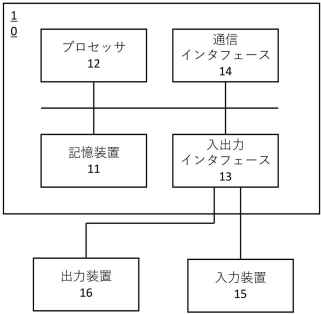 10
プロセッサ
12
通信
インタフェース
14
記憶装置
11
入出力
インタフェース
13
出力装置
16
入力装置
15